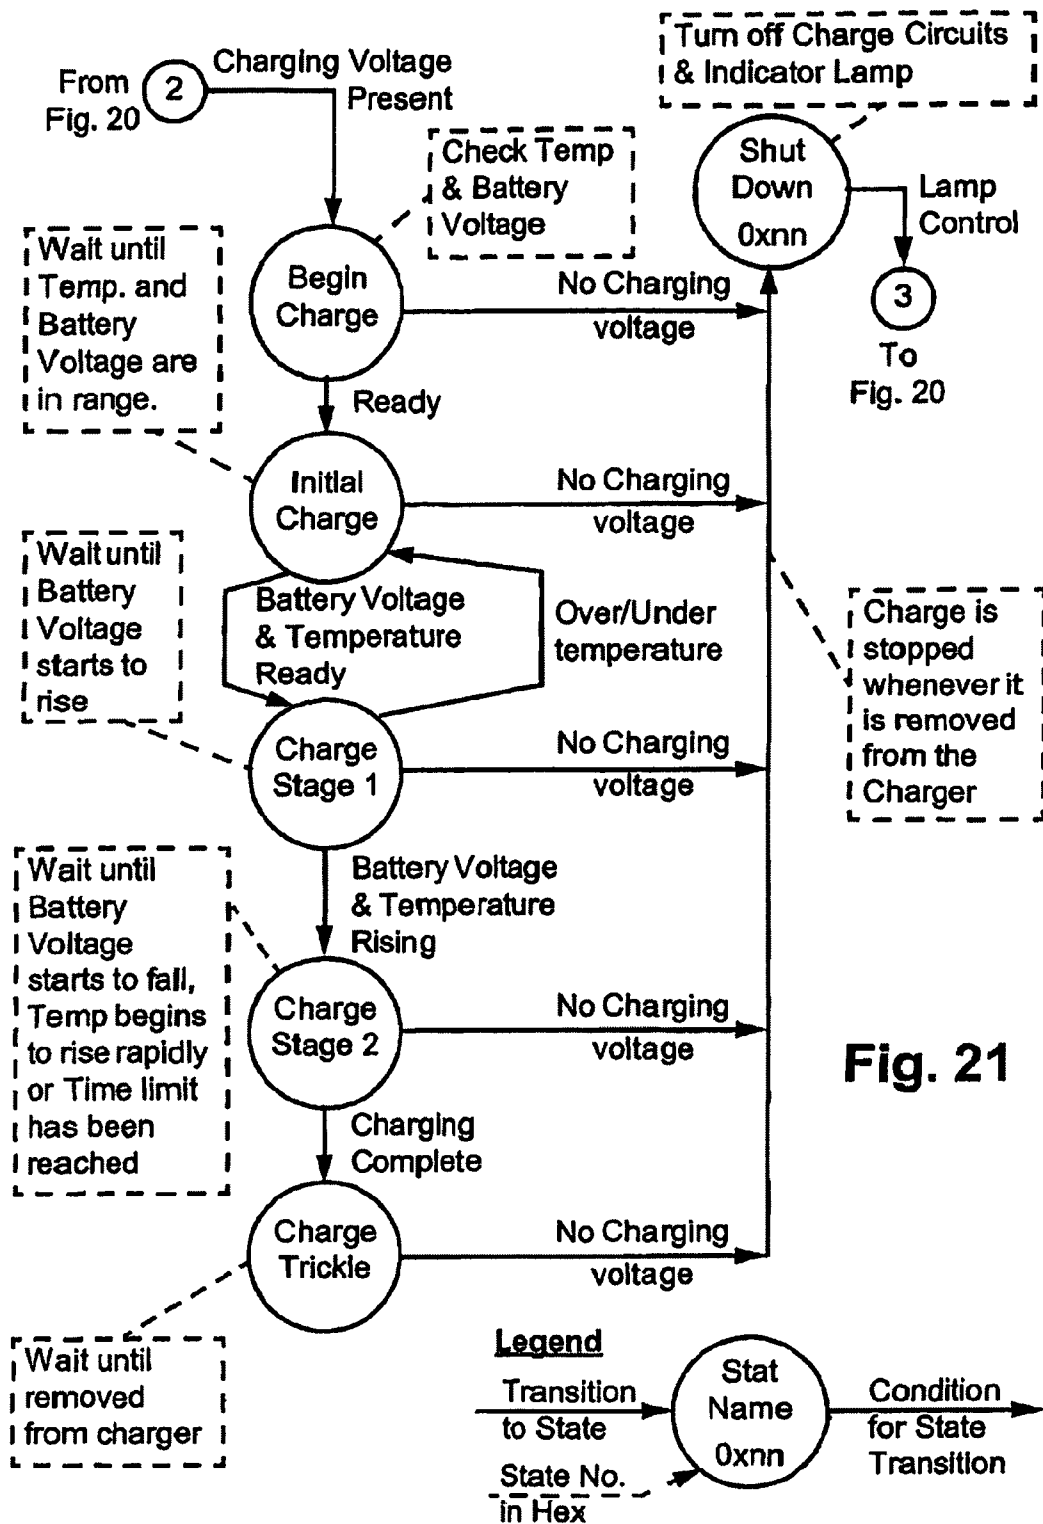 From
Fig. 20
2
Charging Voltage
Present
Turn off Charge Circuits
& Indicator Lamp
Check Temp
& Battery
Voltage
Shut
Down
0xnn
Lamp
Control
3
To
Fig. 20
Wait until
Temp. and
Battery
Voltage are
in range.
Begin
Charge
No Charging
voltage
Ready
Initial
Charge
No Charging
voltage
Wait until
Battery
Voltage
starts to
rise
Battery Voltage
& Temperature
Ready
Over/Under
temperature
Charge is
stopped
whenever it
is removed
from the
Charger
Charge
Stage 1
No Charging
voltage
Wait until
Battery
Voltage
starts to fall,
Temp begins
to rise rapidly
or Time limit
has been
reached
Battery Voltage
& Temperature
Rising
Charge
Stage 2
No Charging
voltage
Fig. 21
Charging
Complete
Charge
Trickle
No Charging
voltage
Wait until
removed
from charger
Legend
Transition
to State
Stat
Name
0xnn
Condition
for State
Transition
State No.
in Hex